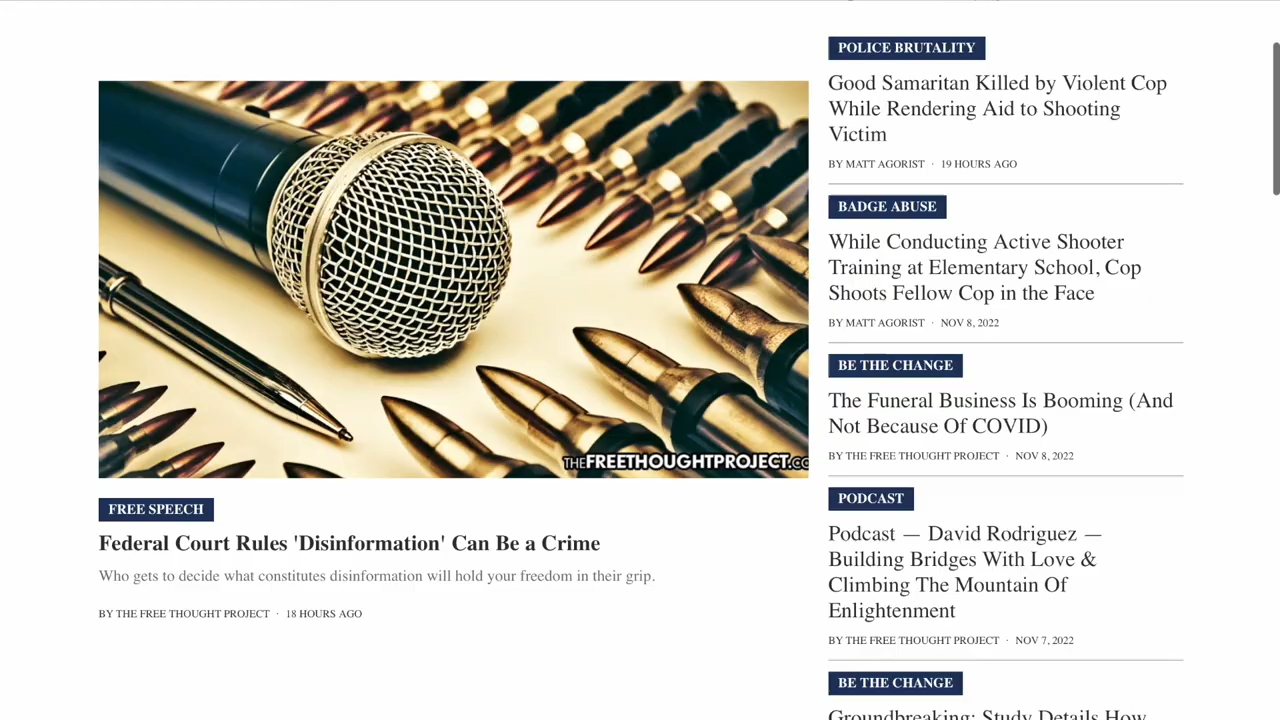 THEFREETHOUGHTPROJECT.CO
FREE SPEECH
Federal Court Rules 'Disinformation' Can Be a Crime
Who gets to decide what constitutes disinformation will hold your freedom in their grip.
BY THE FREE THOUGHT PROJECT · 18 HOURS AGO
POLICE BRUTALITY
Good Samaritan Killed by Violent Cop
While Rendering Aid to Shooting
Victim
BY MATT AGORIST · 19 HOURS AGO
BADGE ABUSE
While Conducting Active Shooter
Training at Elementary School, Cop
Shoots Fellow Cop in the Face
BY MATT AGORIST · NOV 8, 2022
BE THE CHANGE
The Funeral Business Is Booming (And
Not Because Of COVID)
BY THE FREE THOUGHT PROJECT · NOV 8, 2022
PODCAST
Podcast — David Rodriguez —
Building Bridges With Love &
Climbing The Mountain Of
Enlightenment
BY THE FREE THOUGHT PROJECT · NOV 7, 2022
BE THE CHANGE
Groundbreaking: Study Details How